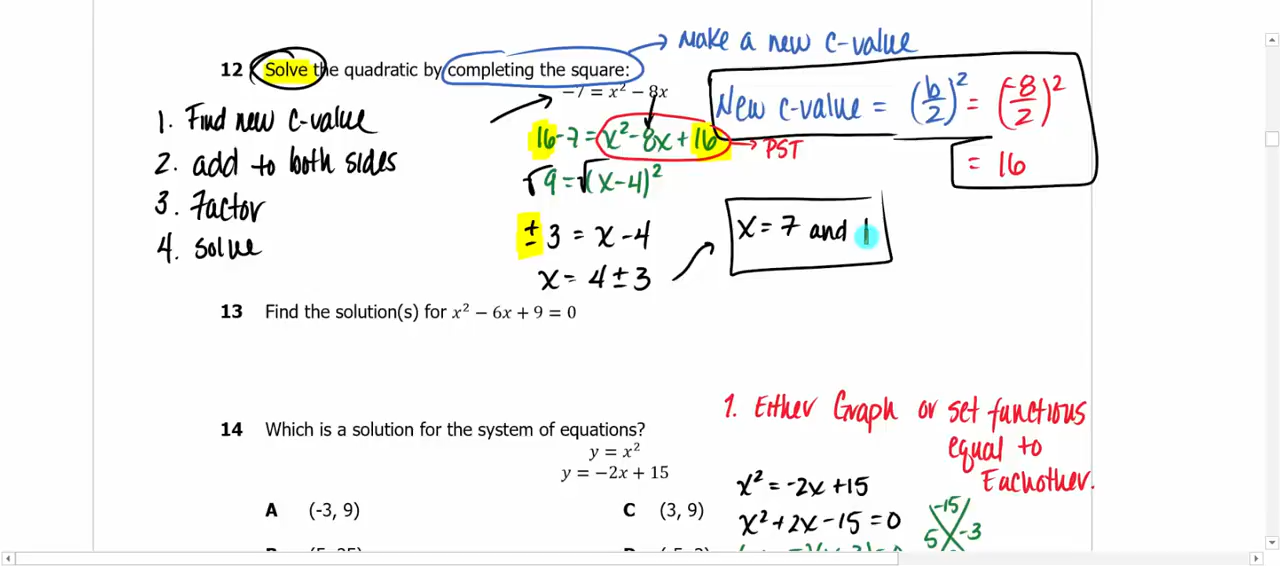 make a new c-value
12 Solve the quadratic by completing the square:
−7 = x² − 8x
New c-value = (b/2)² = (-8/2)²
= 16
1. Find new c-value
2. add to both sides
3. Factor
4. Solve
16-7 = x²-8x+16
PST
√9 = √(x-4)²
± 3 = x-4
x = 4 ± 3
x = 7 and 1
13 Find the solution(s) for x² − 6x + 9 = 0
1. Either Graph or set functions
equal to
Eachother.
14 Which is a solution for the system of equations?
y = x²
y = −2x + 15
x² = -2x +15
x²+2x-15=0
-15
5 -3
A (-3, 9)
C (3, 9)